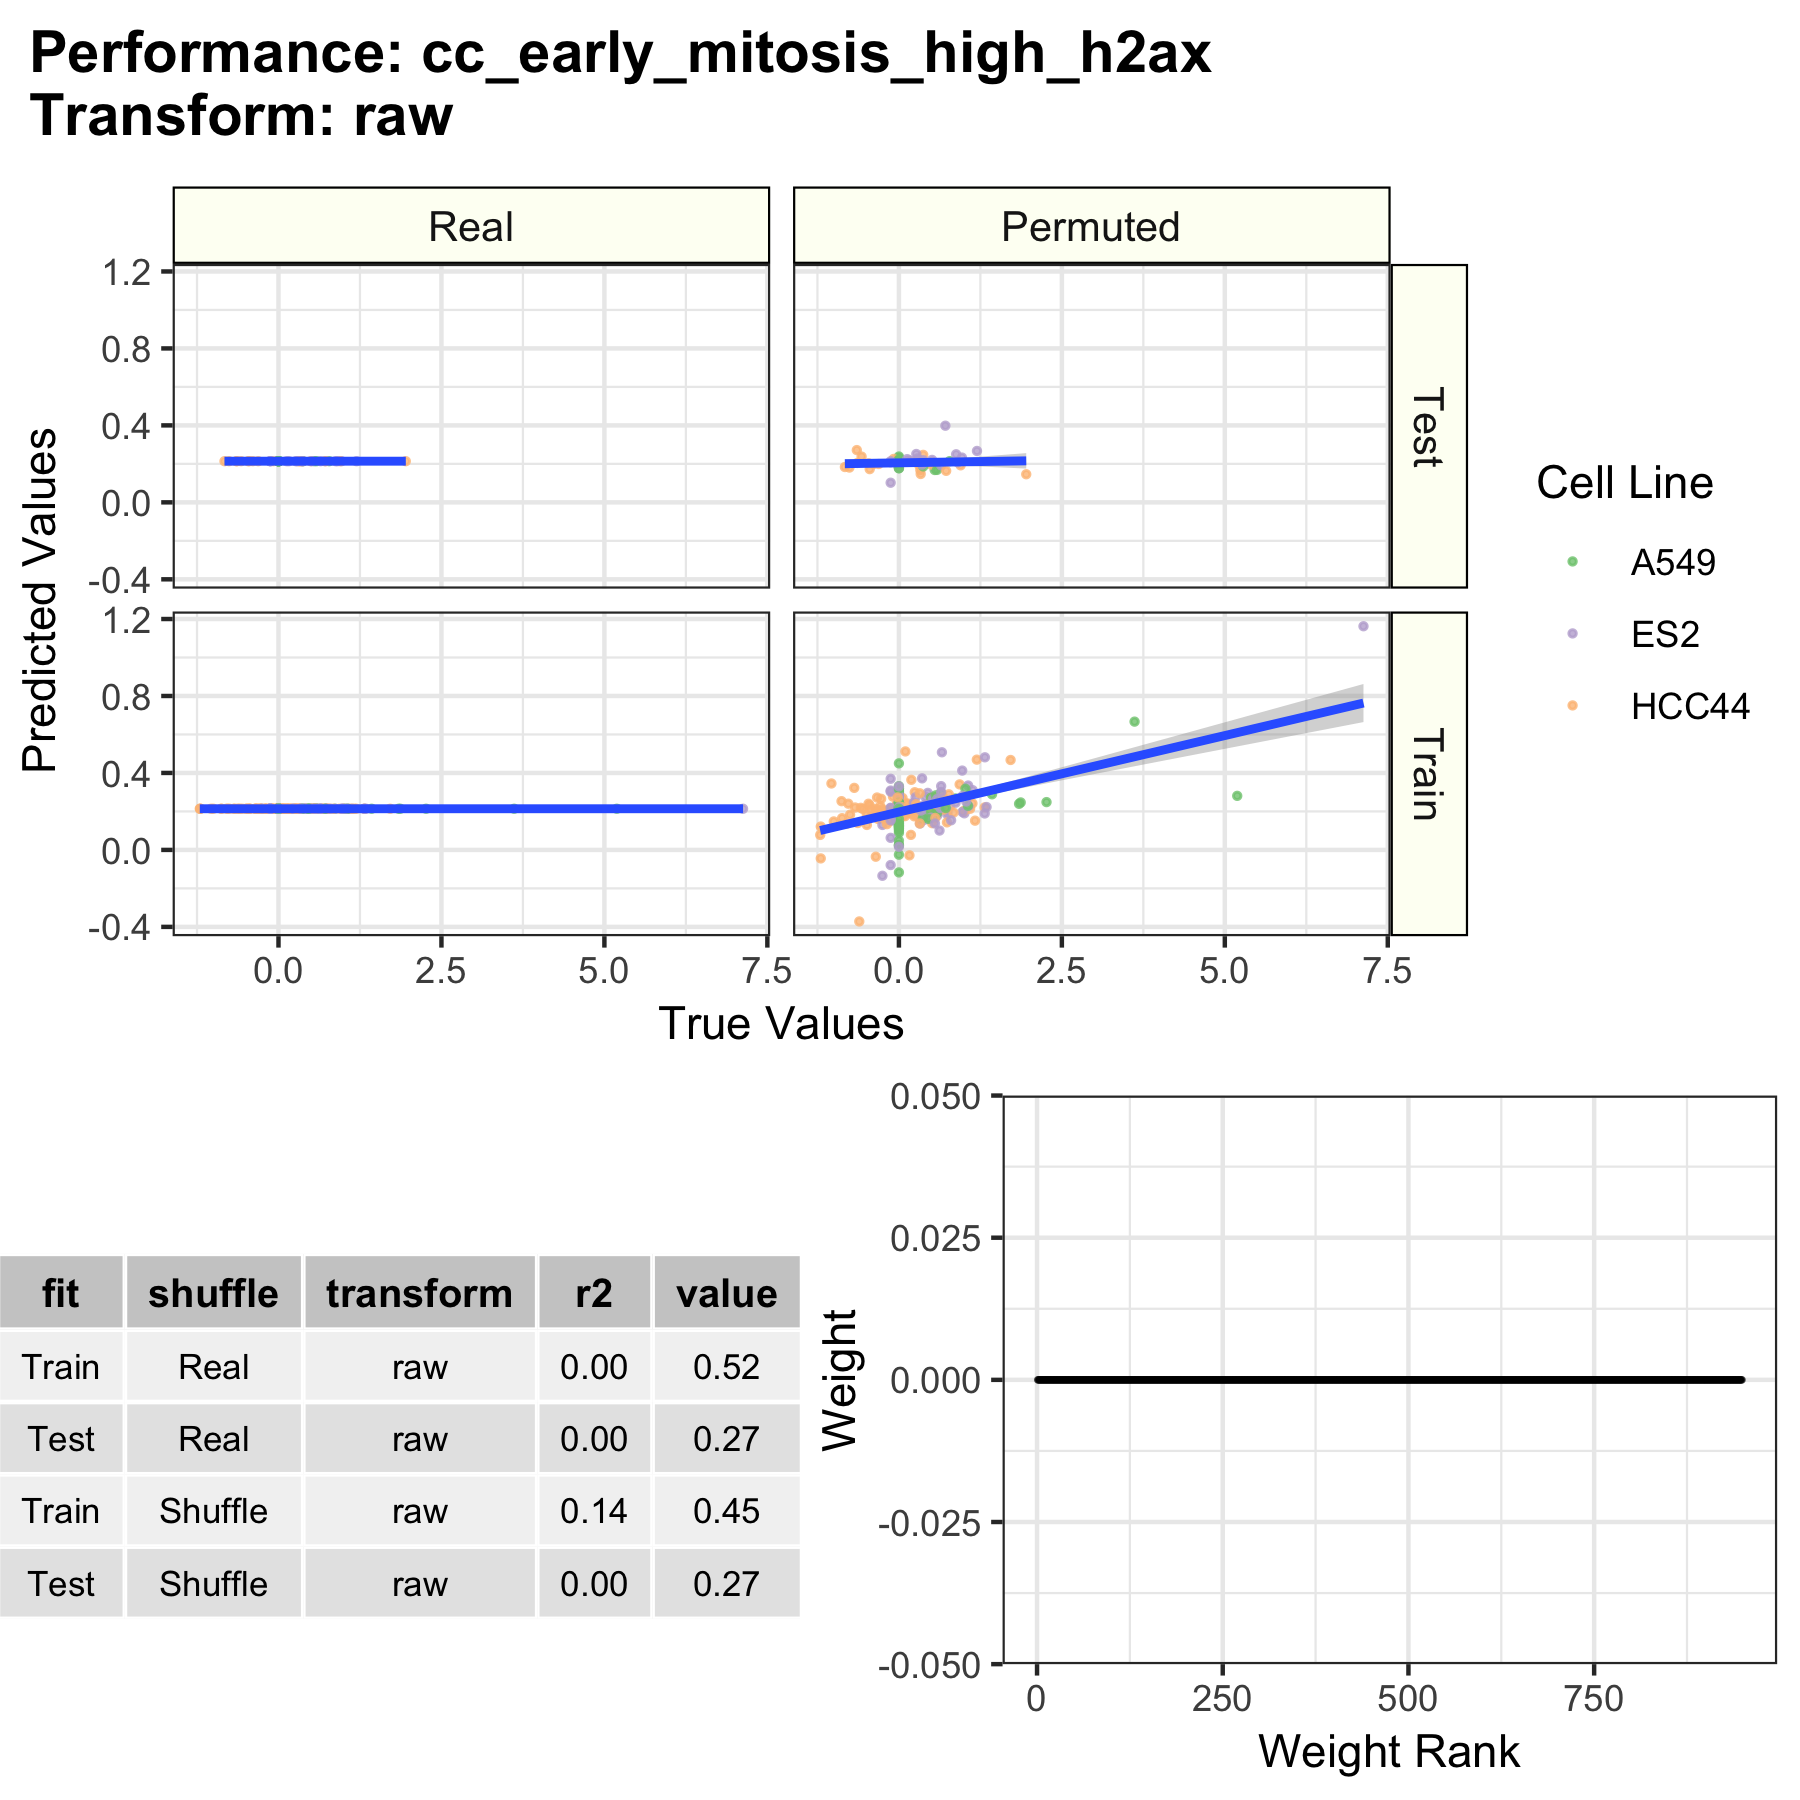 Performance: cc_early_mitosis_high_h2ax
Transform: raw
Real
Permuted
1.2
0.8
0.4
0.0
-0.4
Test
1.2
0.8
0.4
0.0
-0.4
Train
Predicted Values
0.0 2.5 5.0 7.5
0.0 2.5 5.0 7.5
True Values
Cell Line
A549
ES2
HCC44
fit shuffle transform r2 value
Train Real raw 0.00 0.52
Test Real raw 0.00 0.27
Train Shuffle raw 0.14 0.45
Test Shuffle raw 0.00 0.27
Weight
0.050
0.025
0.000
-0.025
-0.050
0 250 500 750
Weight Rank